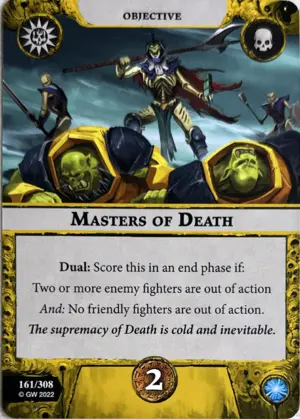 OBJECTIVE
MASTERS OF DEATH
Dual: Score this in an end phase if:
Two or more enemy fighters are out of action
And: No friendly fighters are out of action.
The supremacy of Death is cold and inevitable.
161/308
© GW 2022
2